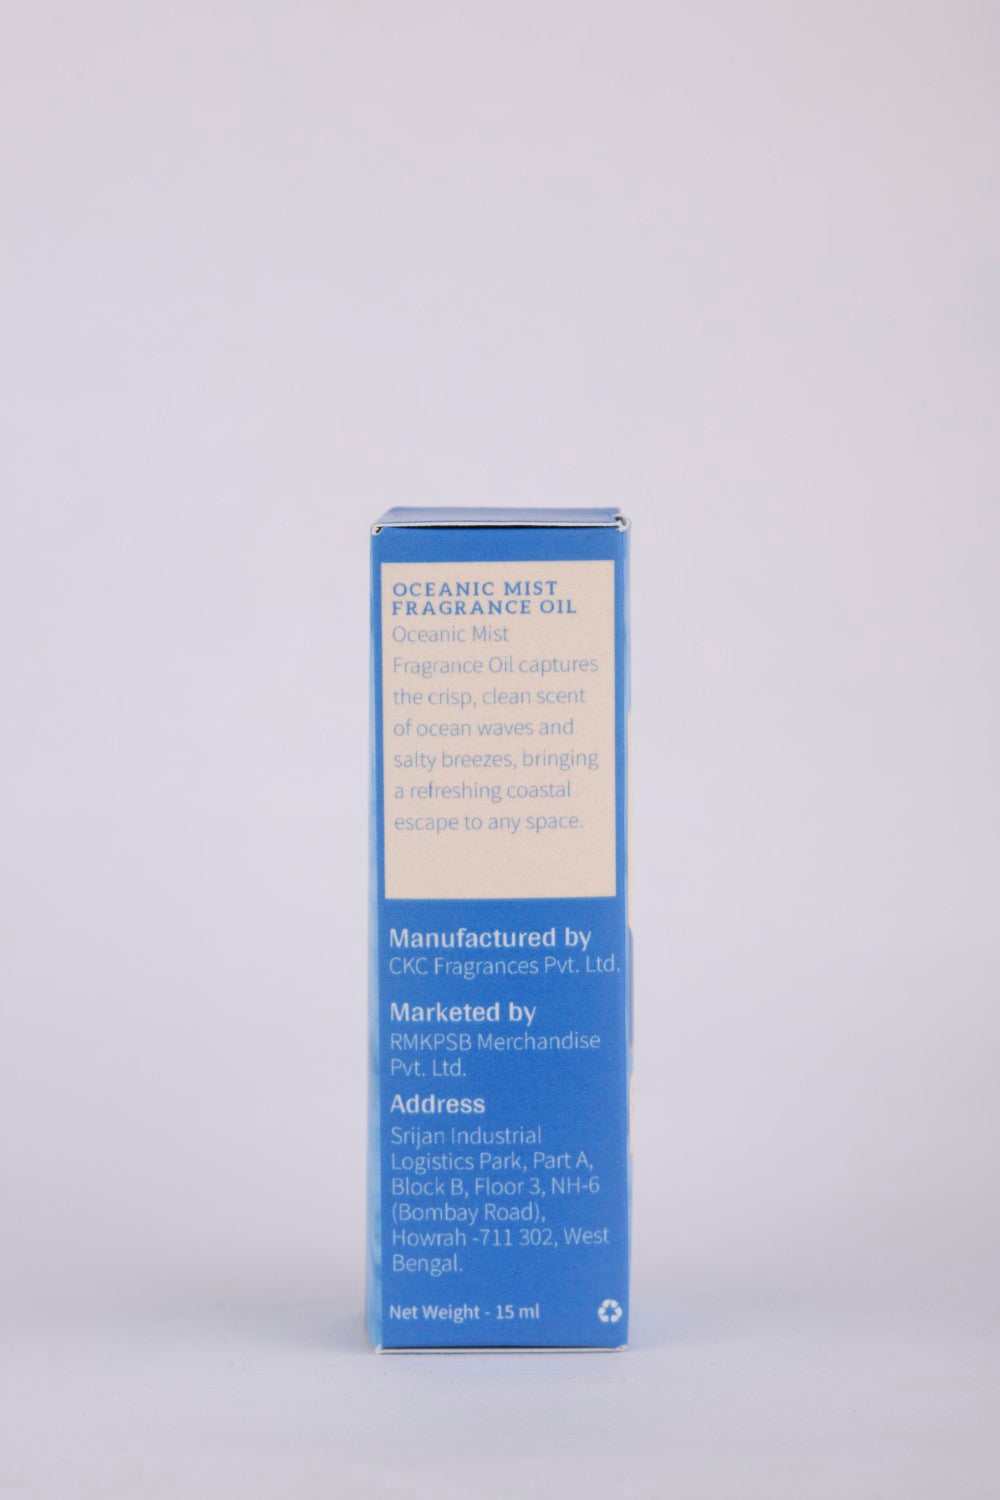 OCEANIC MIST
FRAGRANCE OIL
Oceanic Mist
Fragrance Oil captures
the crisp, clean scent
of ocean waves and
salty breezes, bringing
a refreshing coastal
escape to any space.
Manufactured by
CKC Fragrances Pvt. Ltd.
Marketed by
RMKPSB Merchandise
Pvt. Ltd.
Address
Srijan Industrial
Logistics Park, Part A,
Block B, Floor 3, NH-6
(Bombay Road),
Howrah -711 302, West
Bengal.
Net Weight - 15 ml